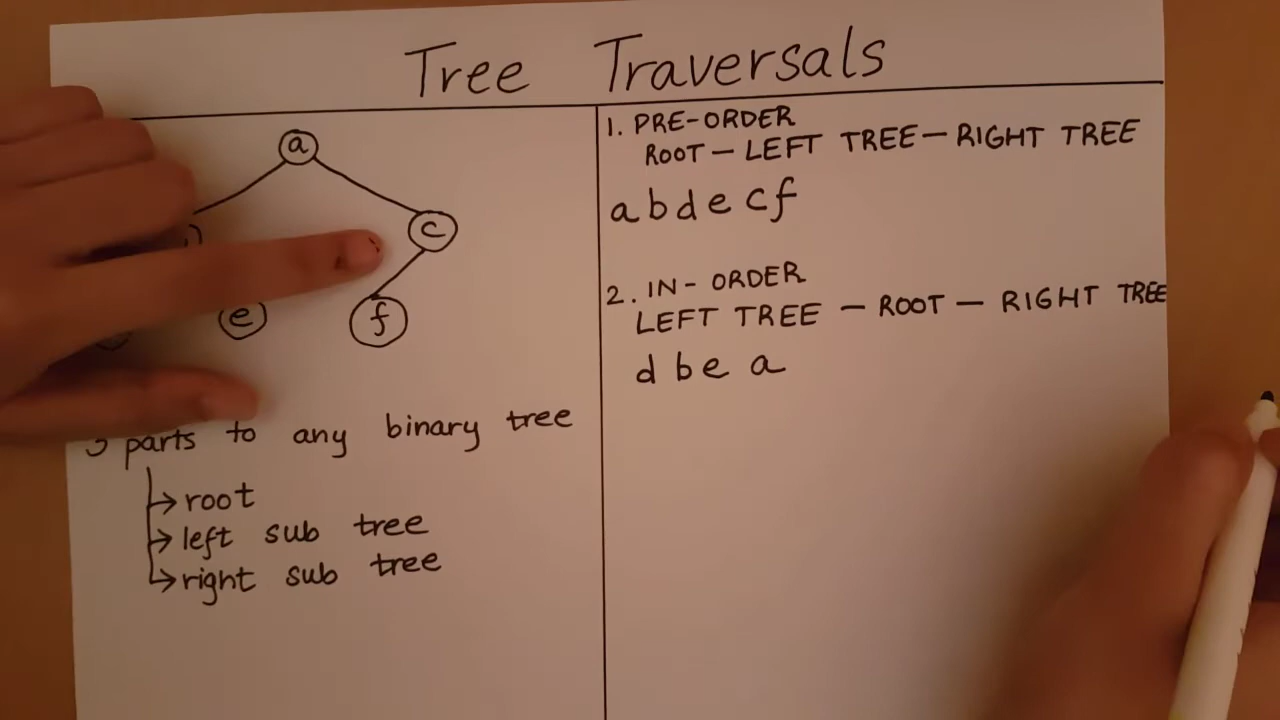 Tree Traversals
a
c
e
f
parts to any binary tree
root
left sub tree
right sub tree
1. PRE-ORDER
ROOT - LEFT TREE - RIGHT TREE
a b d e c f
2. IN-ORDER
LEFT TREE - ROOT - RIGHT TREE
d b e a